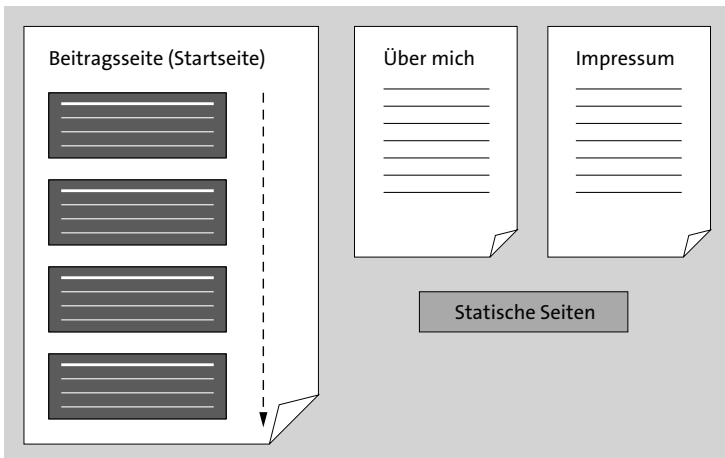 Beitragsseite (Startseite)
Über mich
Impressum
Statische Seiten